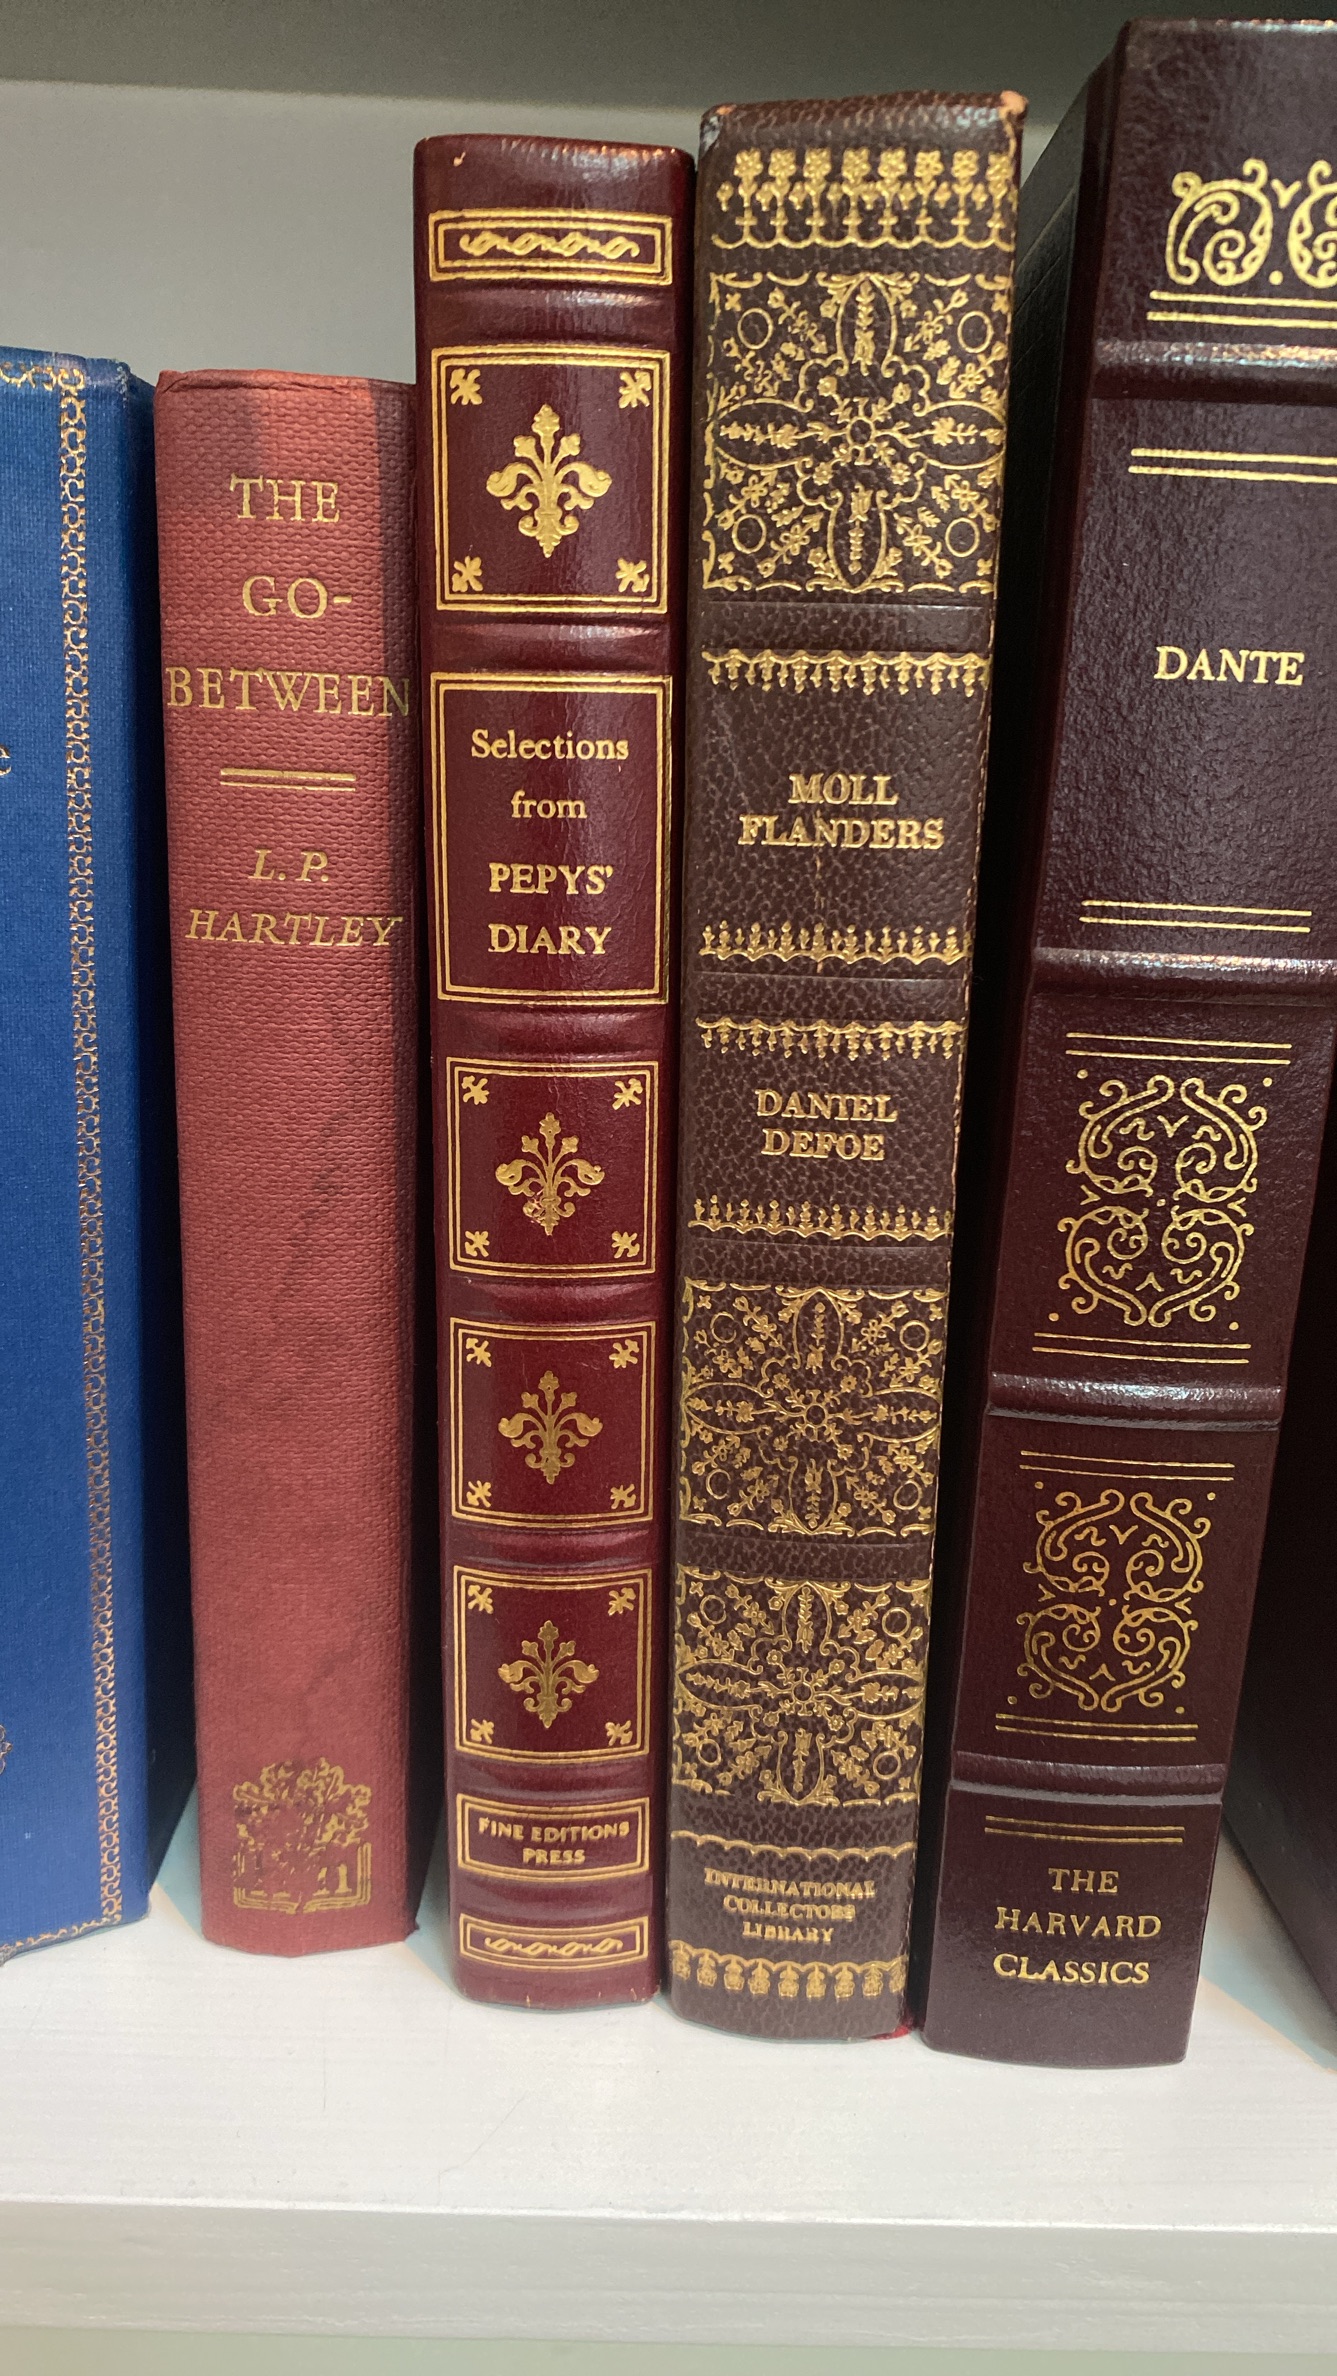 THE
GO-
BETWEEN
L. P.
HARTLEY
Selections
from
PEPYS'
DIARY
FINE EDITIONS
PRESS
MOLL
FLANDERS
DANIEL
DEFOE
INTERNATIONAL
COLLECTORS
LIBRARY
DANTE
THE
HARVARD
CLASSICS